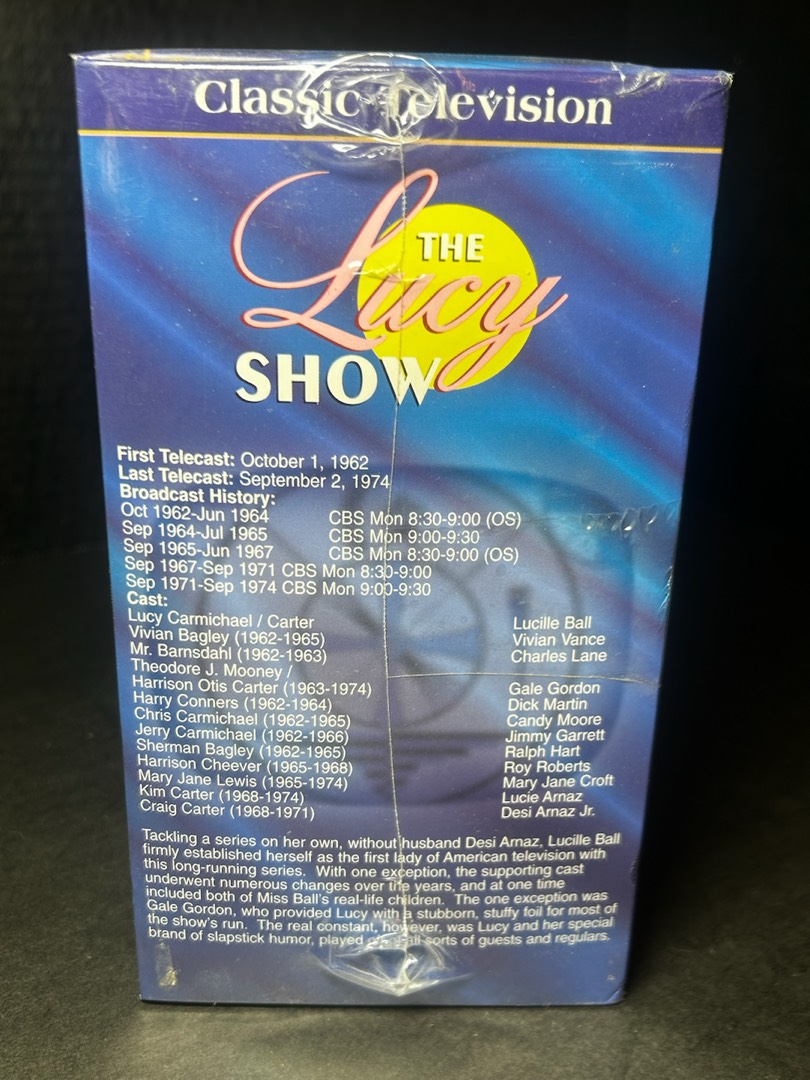 Classic Television
THE
Lucy
SHOW
First Telecast: October 1, 1962
Last Telecast: September 2, 1974
Broadcast History:
Oct 1962-Jun 1964 CBS Mon 8:30-9:00 (OS)
Sep 1964-Jul 1965 CBS Mon 9:00-9:30
Sep 1965-Jun 1967 CBS Mon 8:30-9:00 (OS)
Sep 1967-Sep 1971 CBS Mon 8:30-9:00
Sep 1971-Sep 1974 CBS Mon 9:00-9:30
Cast:
Lucy Carmichael / Carter Lucille Ball
Vivian Bagley (1962-1965) Vivian Vance
Mr. Barnsdahl (1962-1963) Charles Lane
Theodore J. Mooney /
Harrison Otis Carter (1963-1974) Gale Gordon
Harry Conners (1962-1964) Dick Martin
Chris Carmichael (1962-1965) Candy Moore
Jerry Carmichael (1962-1966) Jimmy Garrett
Sherman Bagley (1962-1965) Ralph Hart
Harrison Cheever (1965-1968) Roy Roberts
Mary Jane Lewis (1965-1974) Mary Jane Croft
Kim Carter (1968-1974) Lucie Arnaz
Craig Carter (1968-1971) Desi Arnaz Jr.
Tackling a series on her own, without husband Desi Arnaz, Lucille Ball
firmly established herself as the first lady of American television with
this long-running series. With one exception, the supporting cast
underwent numerous changes over the years, and at one time
included both of Miss Ball's real-life children. The one exception was
Gale Gordon, who provided Lucy with a stubborn, stuffy foil for most of
the show's run. The real constant, however, was Lucy and her special
brand of slapstick humor, played all sorts of guests and regulars.